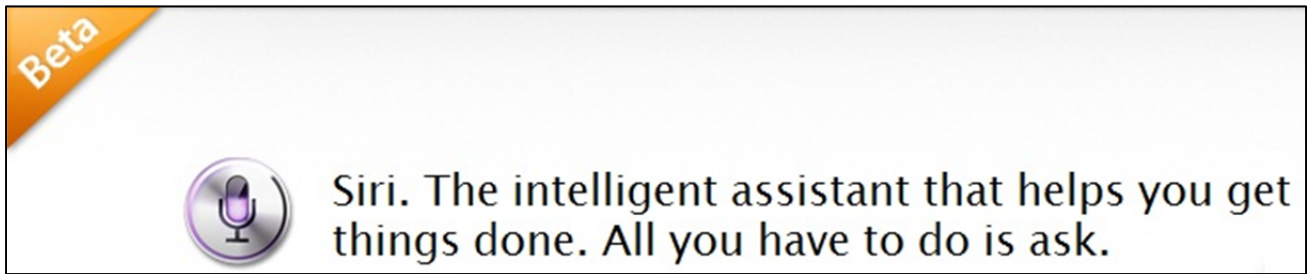 Beta
Siri. The intelligent assistant that helps you get
things done. All you have to do is ask.